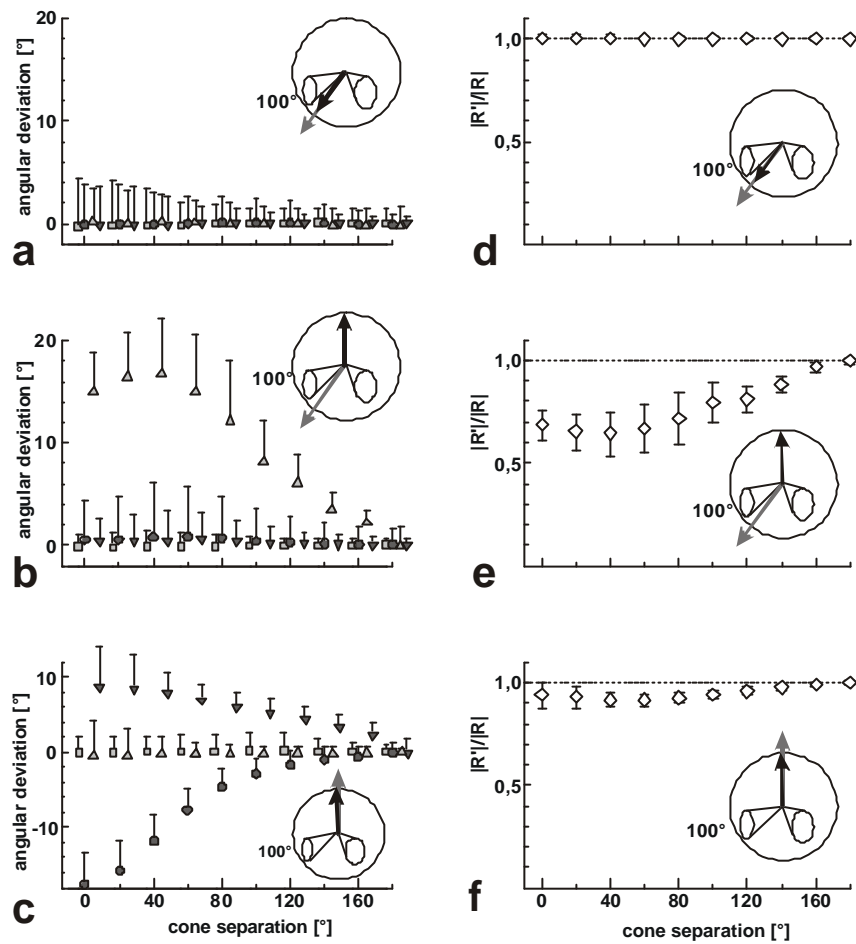 20
10
0
angular deviation [°]
100°
a
1,0
0,5
|R'|/|R|
100°
d
20
10
0
angular deviation [°]
100°
b
1,0
0,5
|R'|/|R|
100°
e
10
0
-10
angular deviation [°]
100°
c
0 40 80 120 160
cone separation [°]
1,0
0,5
|R'|/|R|
100°
f
0 40 80 120 160
cone separation [°]